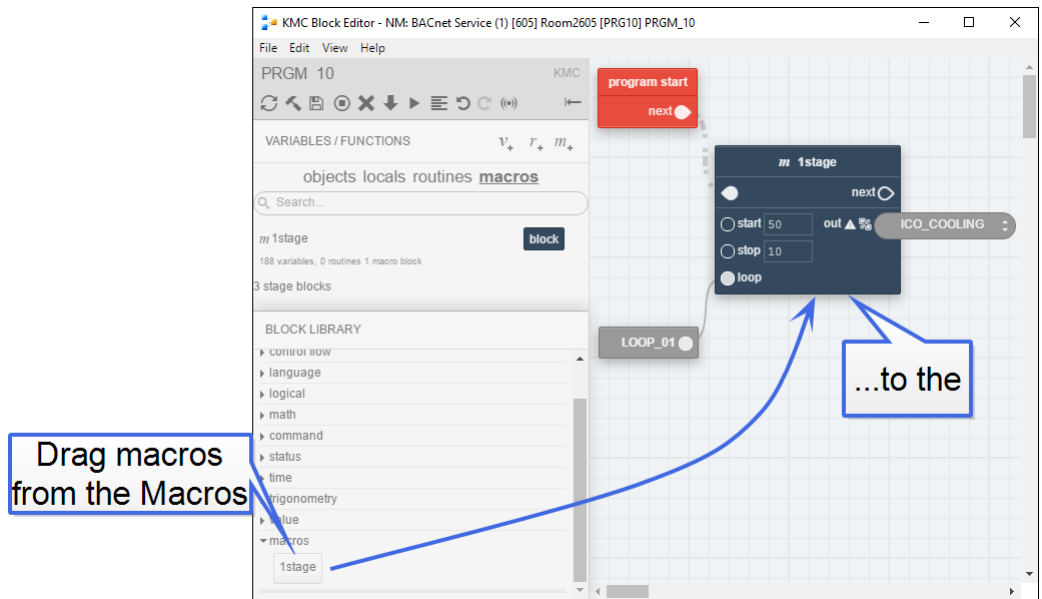 KMC Block Editor - NM: BACnet Service (1) [605] Room2605 [PRG10] PRGM_10
File Edit View Help
PRGM 10
KMC
VARIABLES / FUNCTIONS
v+ r+ m+
objects locals routines macros
Search...
m 1stage
block
188 variables, 0 routines 1 macro block
3 stage blocks
BLOCK LIBRARY
control flow
language
logical
math
command
status
time
trigonometry
value
macros
1stage
program start
next
m 1stage
next
start 50
out
ICO_COOLING
stop 10
loop
LOOP_01
Drag macros
from the Macros
...to the